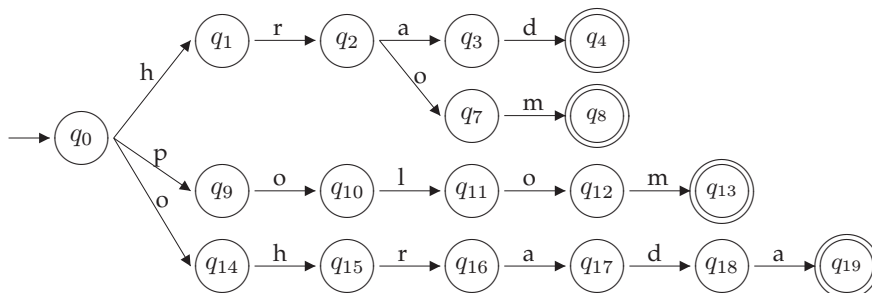 q1 r q2 a q3 d q4
h o
q7 m q8
q0
p
q9 o q10 l q11 o q12 m q13
o
q14 h q15 r q16 a q17 d q18 a q19